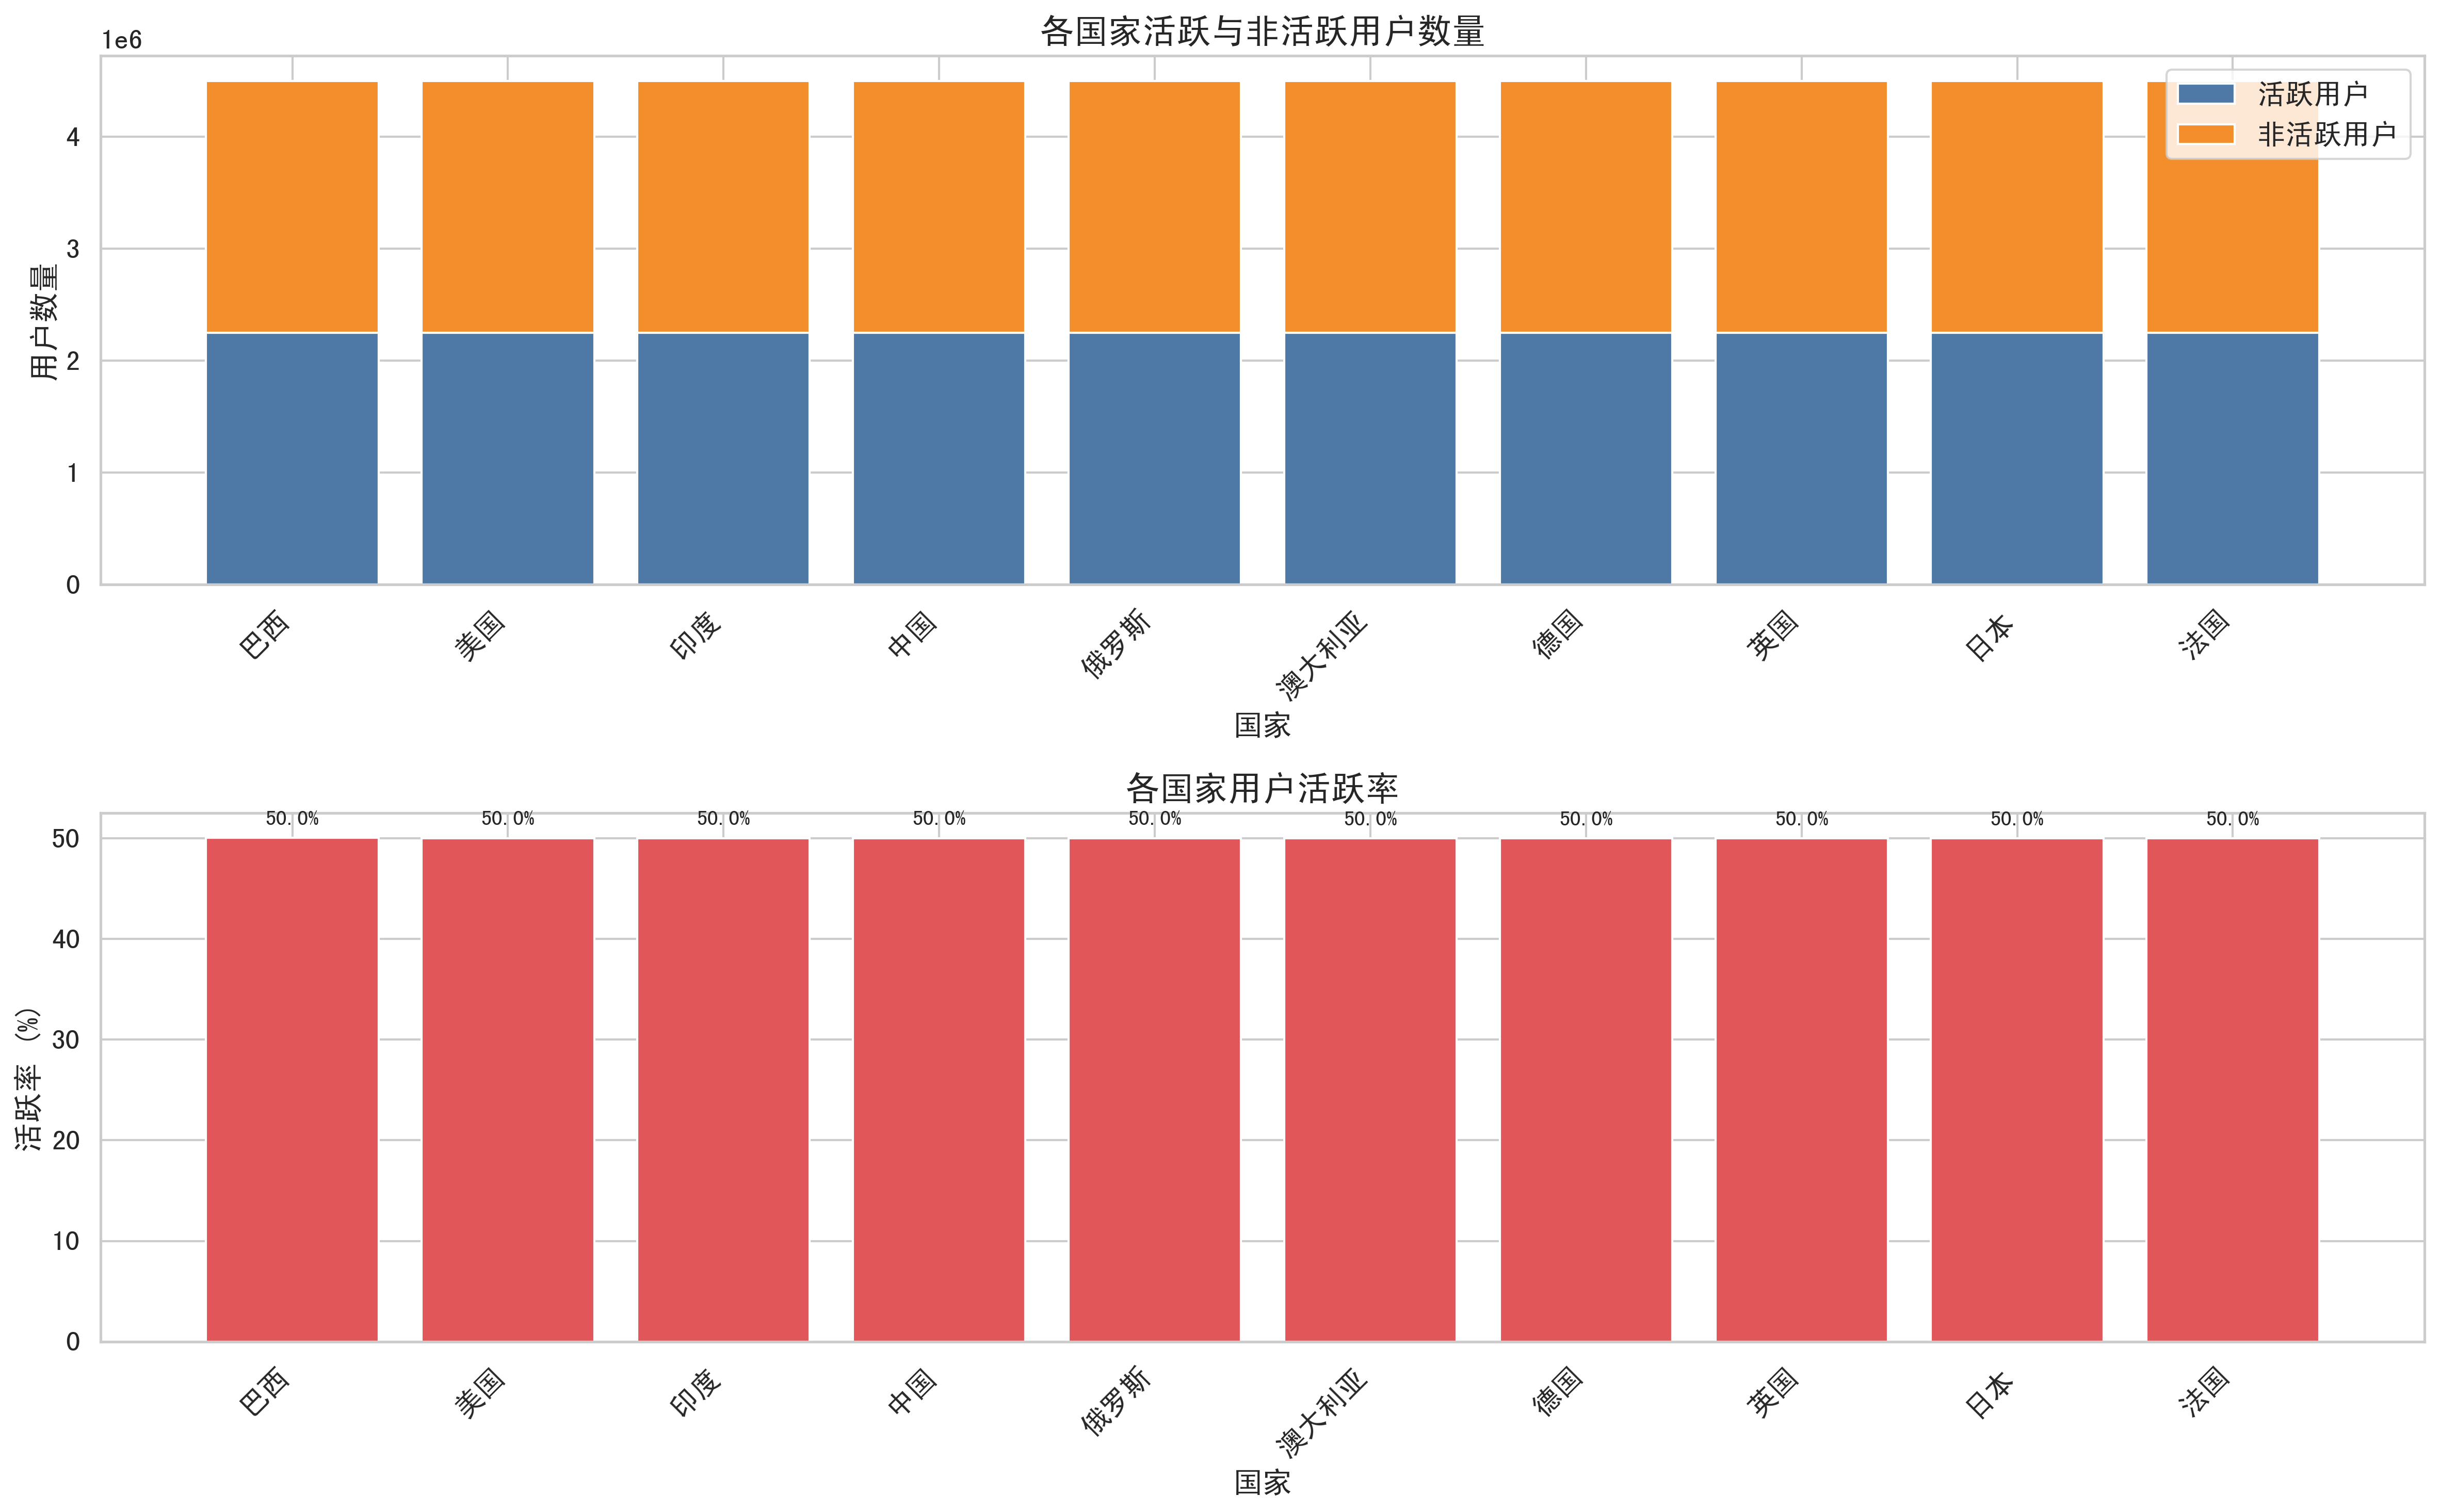 各国家活跃与非活跃用户数量
1e6
活跃用户
非活跃用户
用户数量
4
3
2
1
0
巴西 美国 印度 中国 俄罗斯 澳大利亚 德国 英国 日本 法国
国家
各国家用户活跃率
50.0% 50.0% 50.0% 50.0% 50.0% 50.0% 50.0% 50.0% 50.0% 50.0%
活跃率 (%)
50
40
30
20
10
0
巴西 美国 印度 中国 俄罗斯 澳大利亚 德国 英国 日本 法国
国家